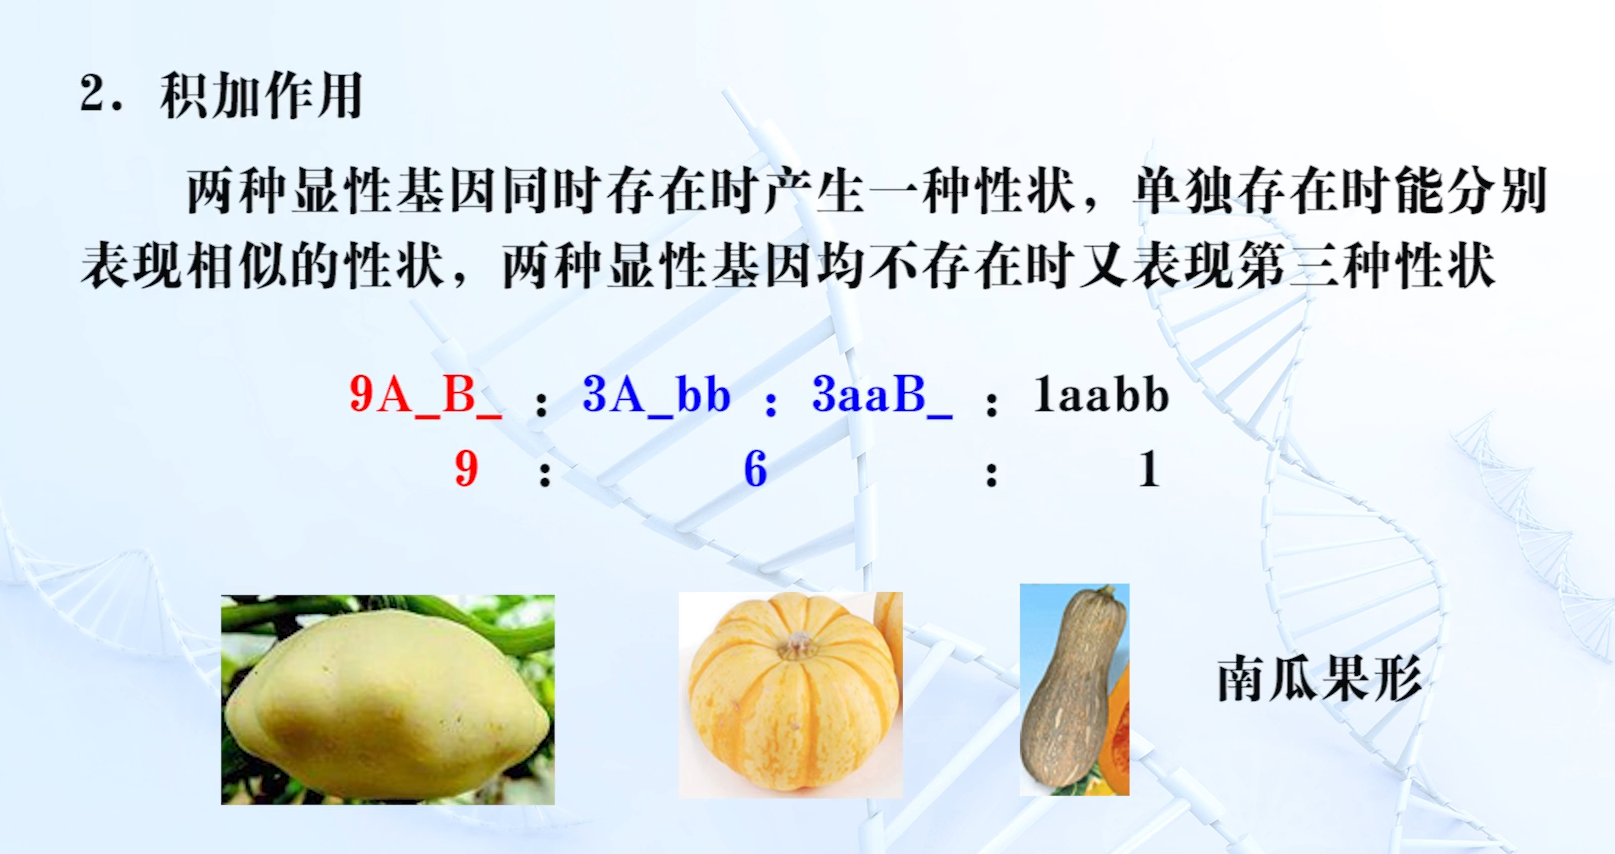 2. 积加作用
两种显性基因同时存在时产生一种性状，单独存在时能分别
表现相似的性状，两种显性基因均不存在时又表现第三种性状
9A_B_ ：3A_bb ：3aaB_ ：1aabb
9 ： 6 ： 1
南瓜果形